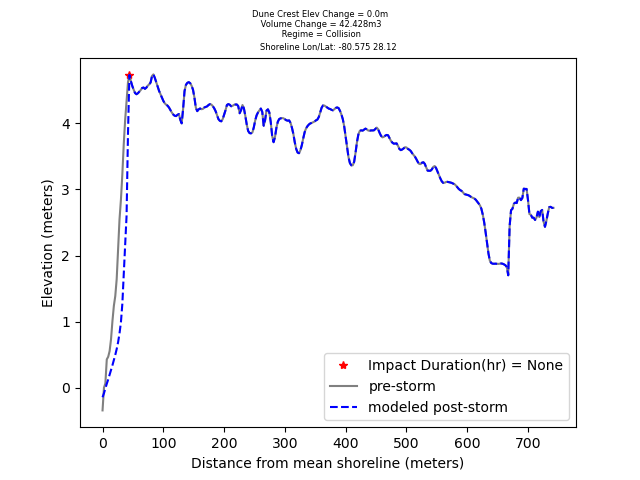 Dune Crest Elev Change = 0.0m
Volume Change = 42.428m3
Regime = Collision
Shoreline Lon/Lat: -80.575 28.12
4
3
2
1
0
Elevation (meters)
Impact Duration(hr) = None
pre-storm
modeled post-storm
0 100 200 300 400 500 600 700
Distance from mean shoreline (meters)